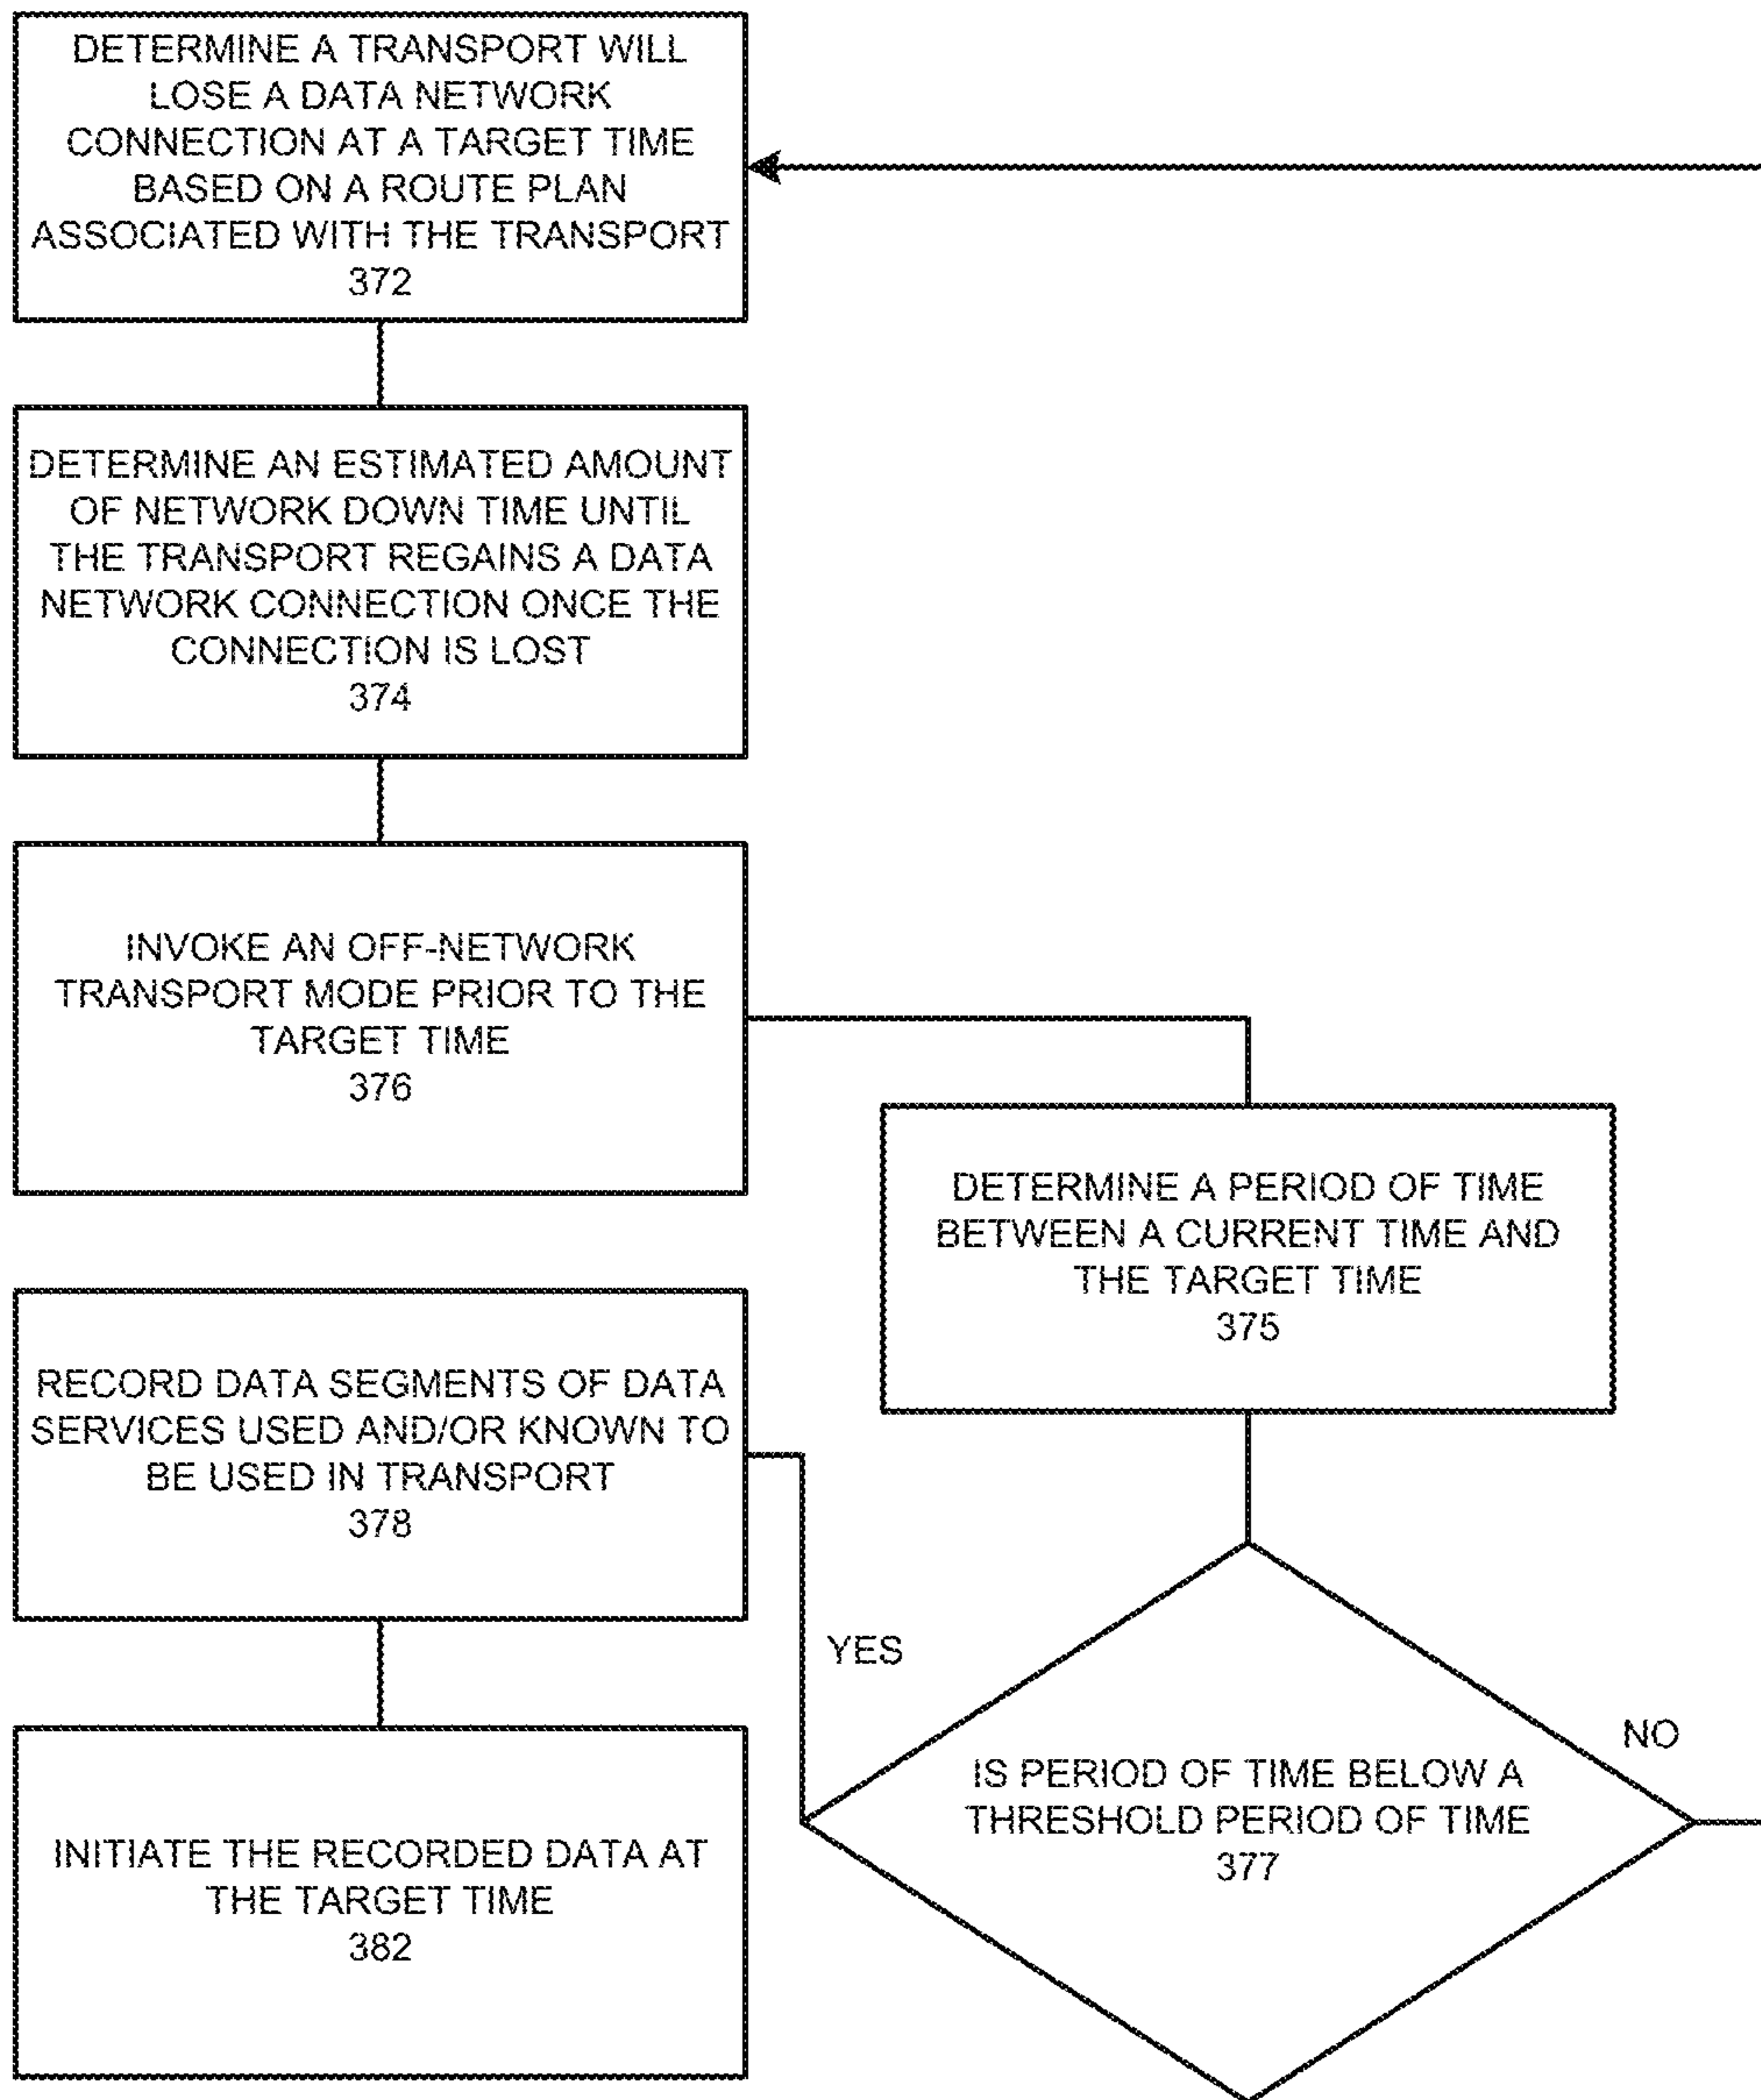 DETERMINE A TRANSPORT WILL
LOSE A DATA NETWORK
CONNECTION AT A TARGET TIME
BASED ON A ROUTE PLAN
ASSOCIATED WITH THE TRANSPORT
372
DETERMINE AN ESTIMATED AMOUNT
OF NETWORK DOWN TIME UNTIL
THE TRANSPORT REGAINS A DATA
NETWORK CONNECTION ONCE THE
CONNECTION IS LOST
374
INVOKE AN OFF-NETWORK
TRANSPORT MODE PRIOR TO THE
TARGET TIME
376
DETERMINE A PERIOD OF TIME
BETWEEN A CURRENT TIME AND
THE TARGET TIME
375
IS PERIOD OF TIME BELOW A
THRESHOLD PERIOD OF TIME
377
YES
NO
RECORD DATA SEGMENTS OF DATA
SERVICES USED AND/OR KNOWN TO
BE USED IN TRANSPORT
378
INITIATE THE RECORDED DATA AT
THE TARGET TIME
382